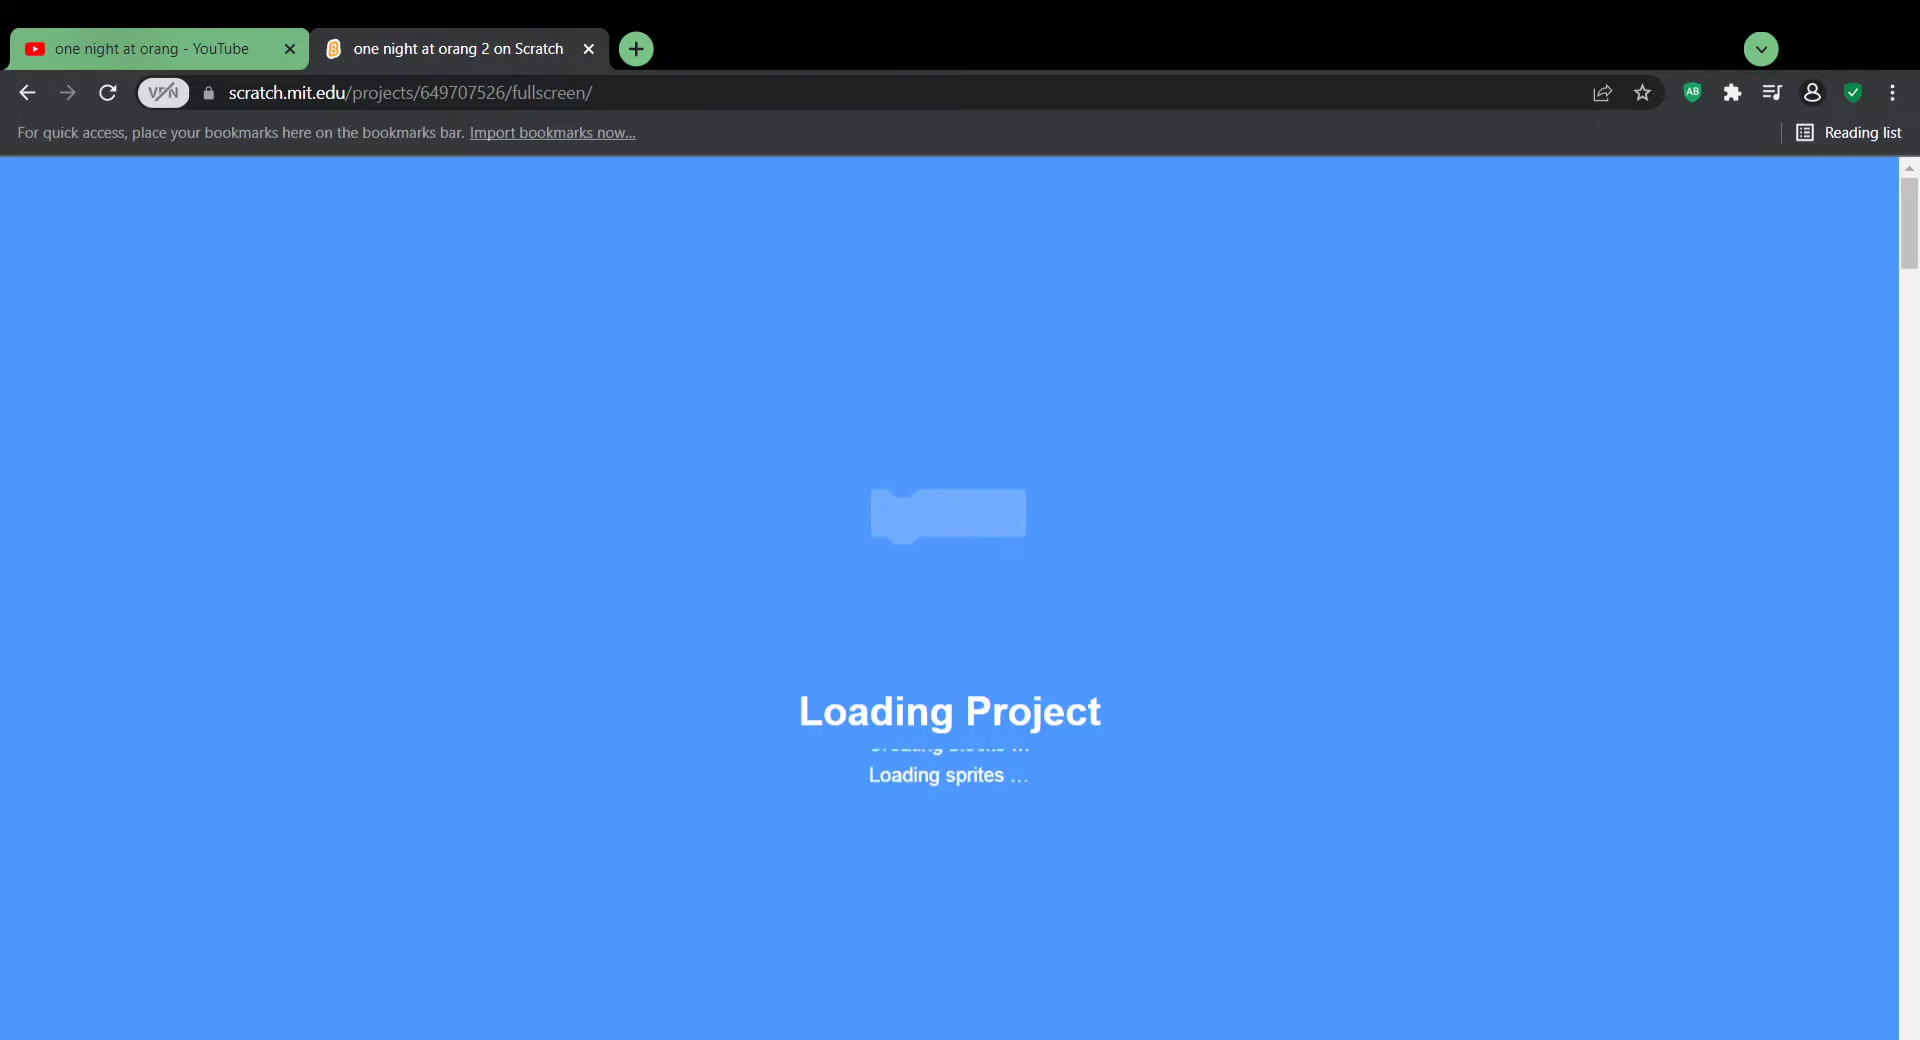 one night at orang - YouTube
one night at orang 2 on Scratch
VPN
scratch.mit.edu/projects/649707526/fullscreen/
AB
For quick access, place your bookmarks here on the bookmarks bar. Import bookmarks now...
Reading list
Loading Project
Creating blocks …
Loading sprites …